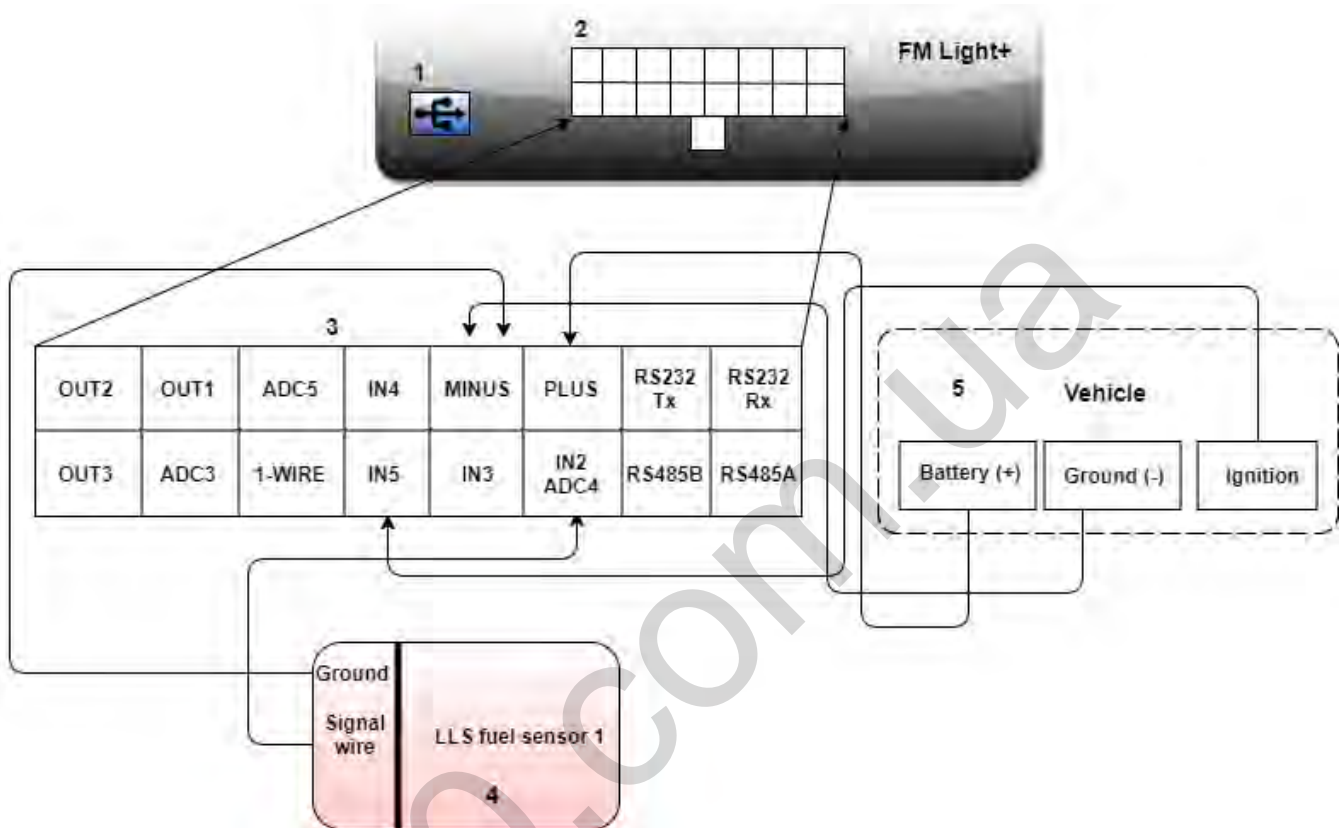 2
FM Light+
1
3
OUT2 OUT1 ADC5 IN4 MINUS PLUS RS232 Tx RS232 Rx
OUT3 ADC3 1-WIRE IN5 IN3 IN2 ADC4 RS485B RS485A
5 Vehicle
Battery (+) Ground (-) Ignition
Ground
Signal
wire
LLS fuel sensor 1
4
.com.ua